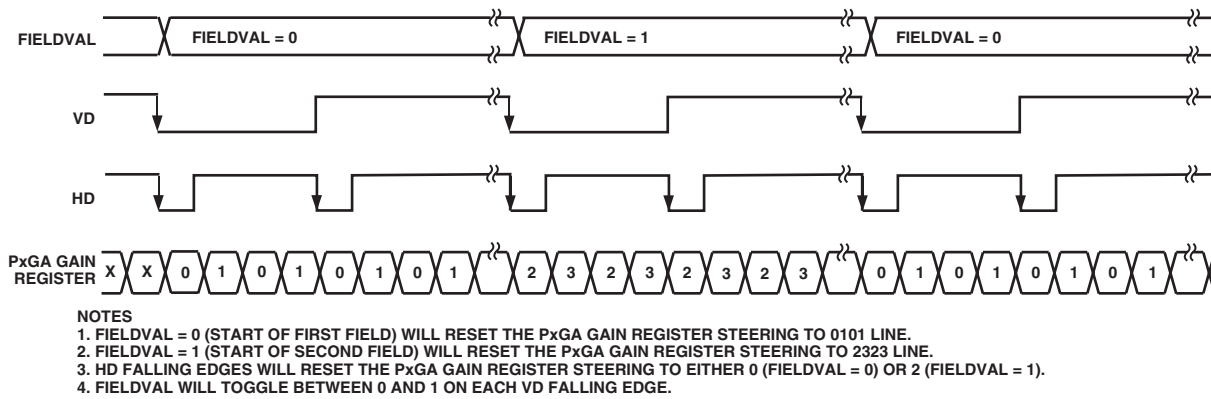 FIELDVAL FIELDVAL = 0 FIELDVAL = 1 FIELDVAL = 0
VD
HD
PxGA GAIN
REGISTER
X X 0 1 0 1 0 1 0 1 2 3 2 3 2 3 2 3 0 1 0 1 0 1 0 1
NOTES
1. FIELDVAL = 0 (START OF FIRST FIELD) WILL RESET THE PxGA GAIN REGISTER STEERING TO 0101 LINE.
2. FIELDVAL = 1 (START OF SECOND FIELD) WILL RESET THE PxGA GAIN REGISTER STEERING TO 2323 LINE.
3. HD FALLING EDGES WILL RESET THE PxGA GAIN REGISTER STEERING TO EITHER 0 (FIELDVAL = 0) OR 2 (FIELDVAL = 1).
4. FIELDVAL WILL TOGGLE BETWEEN 0 AND 1 ON EACH VD FALLING EDGE.